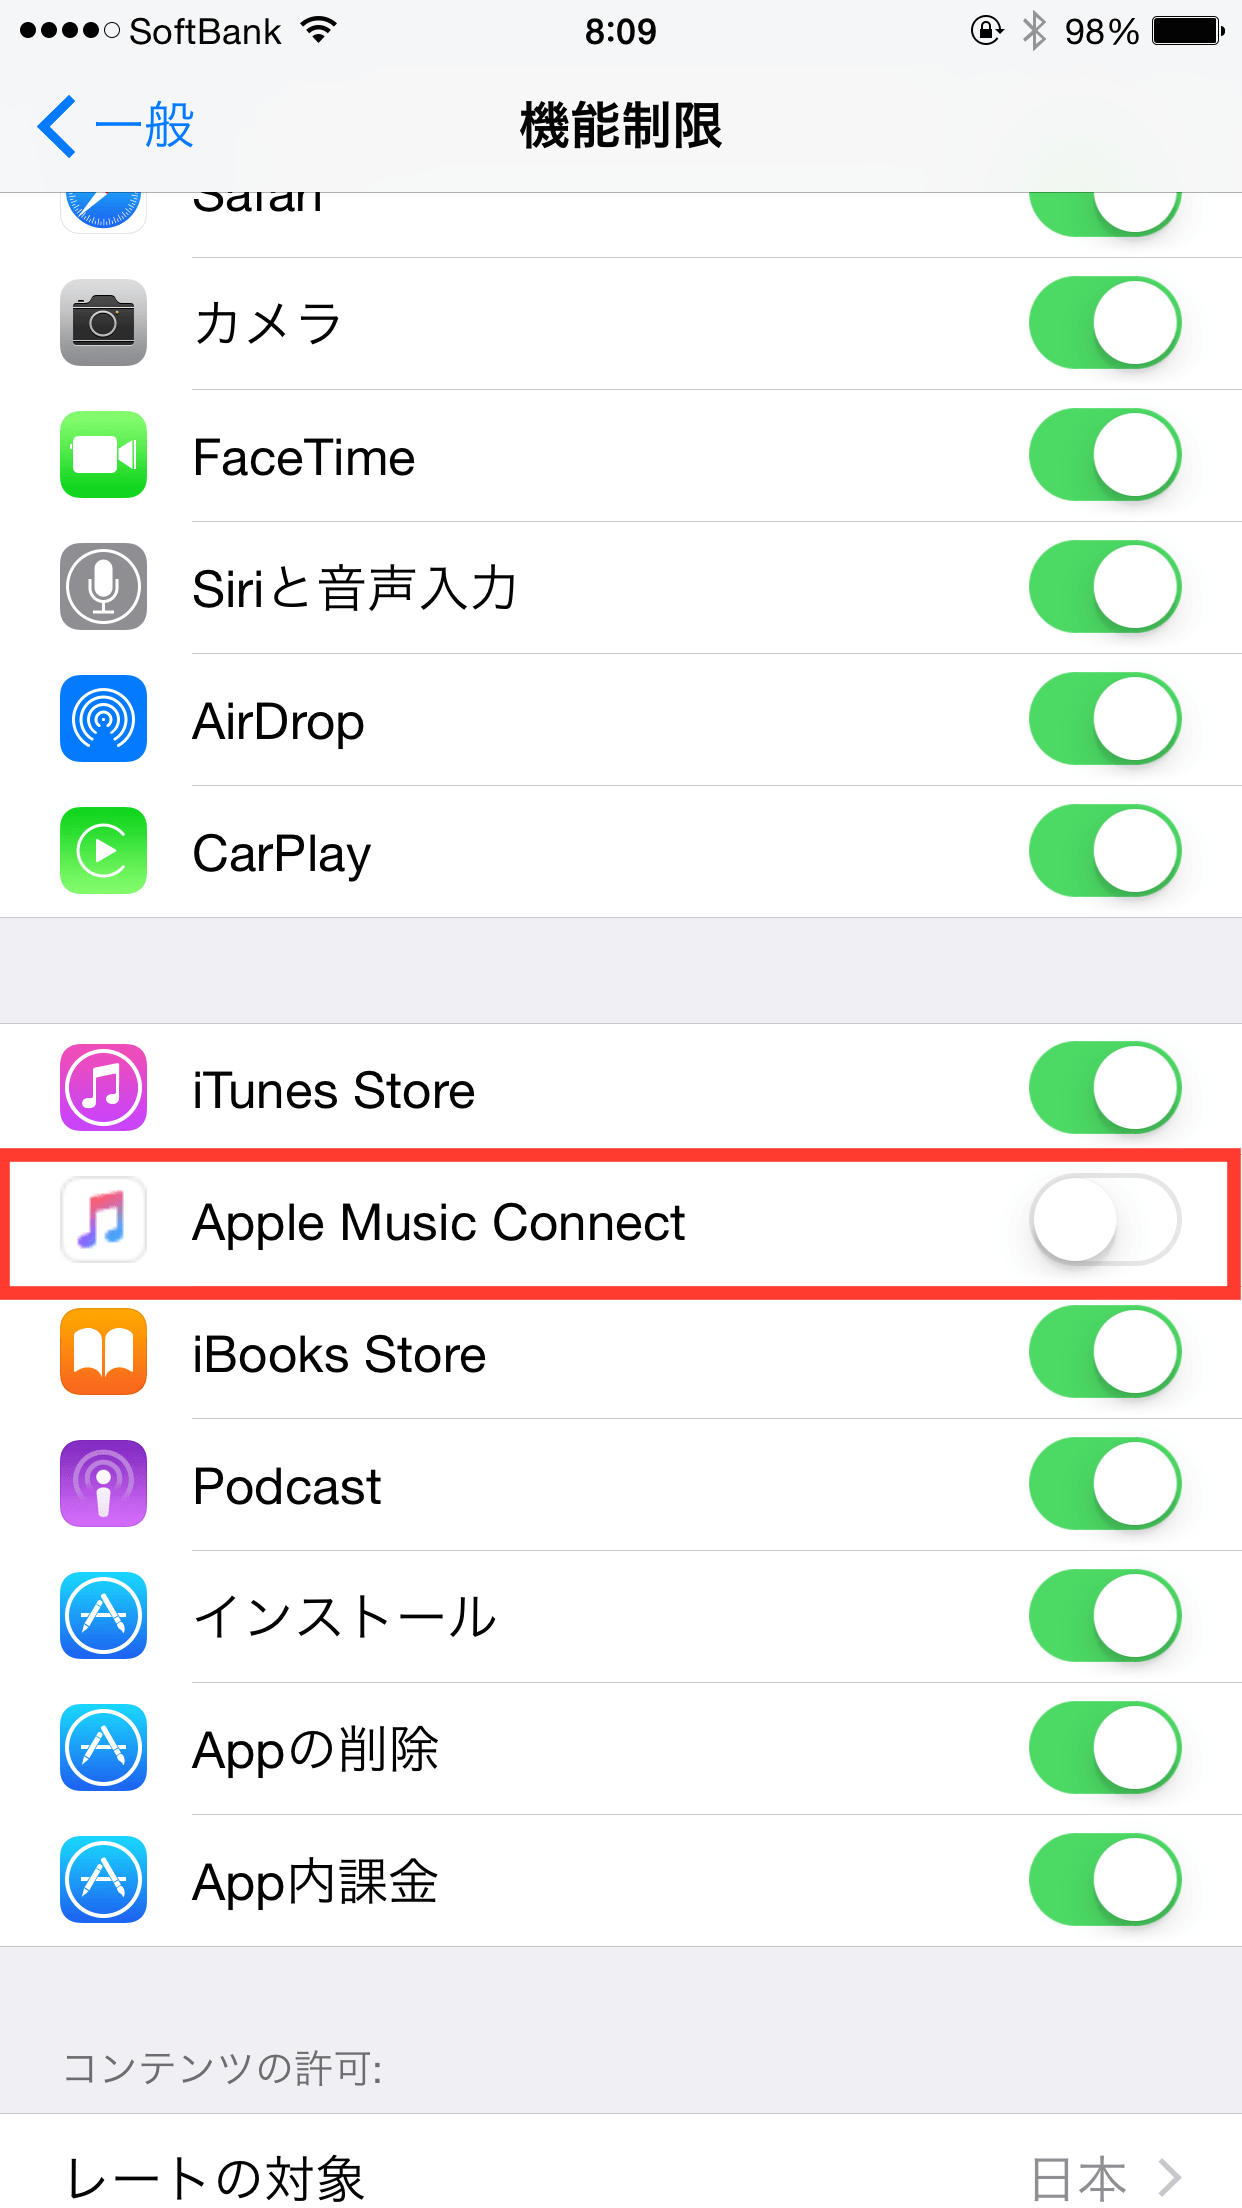 SoftBank 8:09 98%
一般 機能制限
Safari
カメラ
FaceTime
Siriと音声入力
AirDrop
CarPlay
iTunes Store
Apple Music Connect
iBooks Store
Podcast
インストール
Appの削除
App内課金
コンテンツの許可:
レートの対象 日本